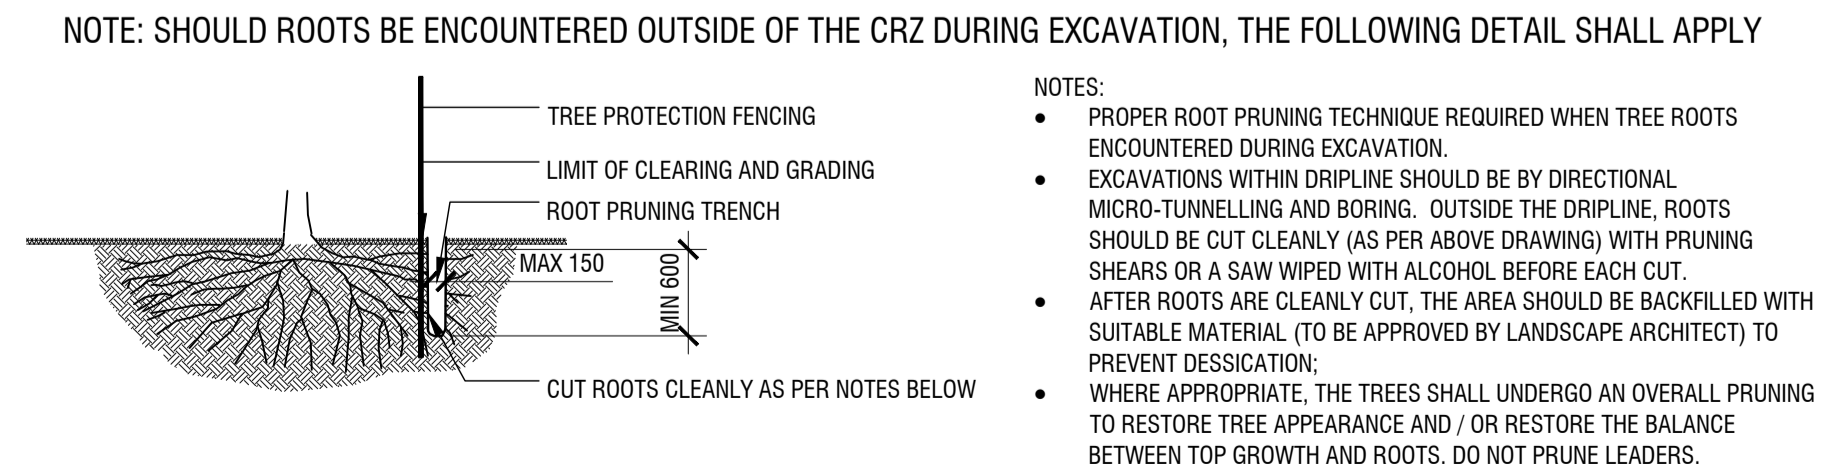 NOTE: SHOULD ROOTS BE ENCOUNTERED OUTSIDE OF THE CRZ DURING EXCAVATION, THE FOLLOWING DETAIL SHALL APPLY
TREE PROTECTION FENCING
LIMIT OF CLEARING AND GRADING
ROOT PRUNING TRENCH
MAX 150
MIN 600
CUT ROOTS CLEANLY AS PER NOTES BELOW
NOTES:
• PROPER ROOT PRUNING TECHNIQUE REQUIRED WHEN TREE ROOTS
ENCOUNTERED DURING EXCAVATION.
• EXCAVATIONS WITHIN DRIPLINE SHOULD BE BY DIRECTIONAL
MICRO-TUNNELLING AND BORING. OUTSIDE THE DRIPLINE, ROOTS
SHOULD BE CUT CLEANLY (AS PER ABOVE DRAWING) WITH PRUNING
SHEARS OR A SAW WIPED WITH ALCOHOL BEFORE EACH CUT.
• AFTER ROOTS ARE CLEANLY CUT, THE AREA SHOULD BE BACKFILLED WITH
SUITABLE MATERIAL (TO BE APPROVED BY LANDSCAPE ARCHITECT) TO
PREVENT DESSICATION;
• WHERE APPROPRIATE, THE TREES SHALL UNDERGO AN OVERALL PRUNING
TO RESTORE TREE APPEARANCE AND / OR RESTORE THE BALANCE
BETWEEN TOP GROWTH AND ROOTS. DO NOT PRUNE LEADERS.